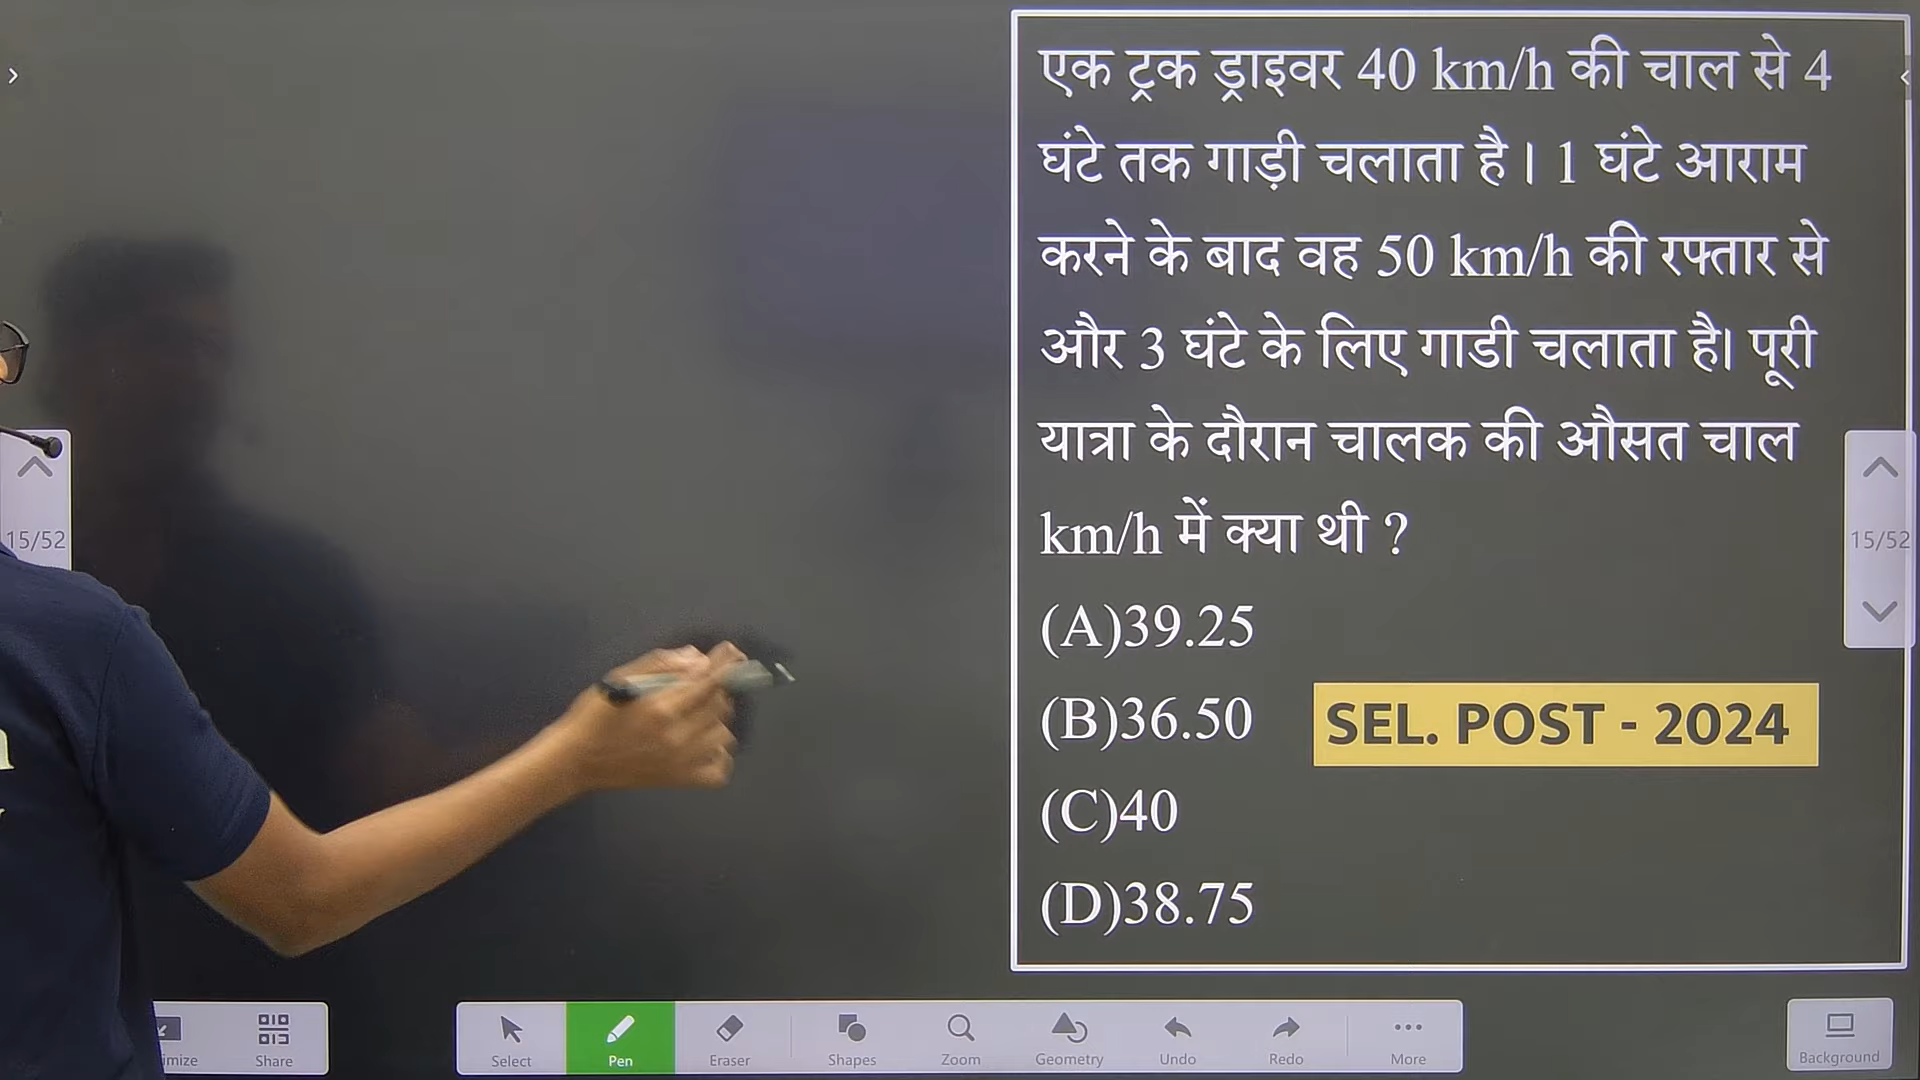 एक ट्रक ड्राइवर 40 km/h की चाल से 4
घंटे तक गाड़ी चलाता है । 1 घंटे आराम
करने के बाद वह 50 km/h की रफ्तार से
और 3 घंटे के लिए गाडी चलाता है। पूरी
यात्रा के दौरान चालक की औसत चाल
km/h में क्या थी ?
(A)39.25
(B)36.50
SEL. POST - 2024
(C)40
(D)38.75
15/52
15/52
imize
Share
Select
Pen
Eraser
Shapes
Zoom
Geometry
Undo
Redo
More
Background